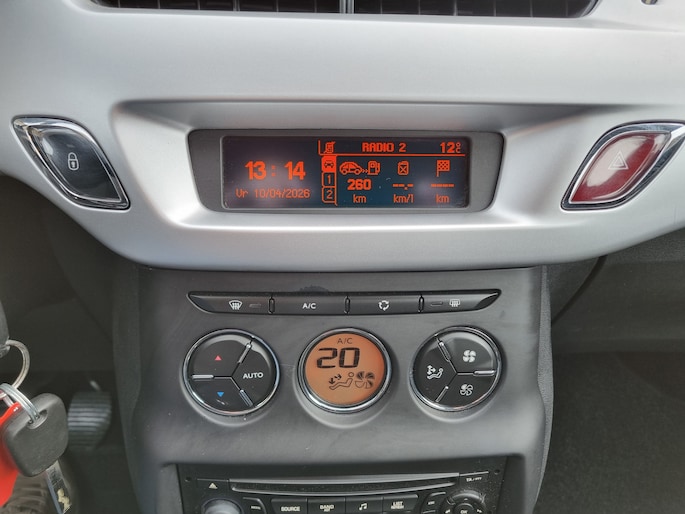 RADIO 2
12°C
13:14
Vr 10/04/2026
1
2
260
--.--
----
km
km/l
km
A/C
AUTO
A/C
20
SOURCE
BAND
LIST